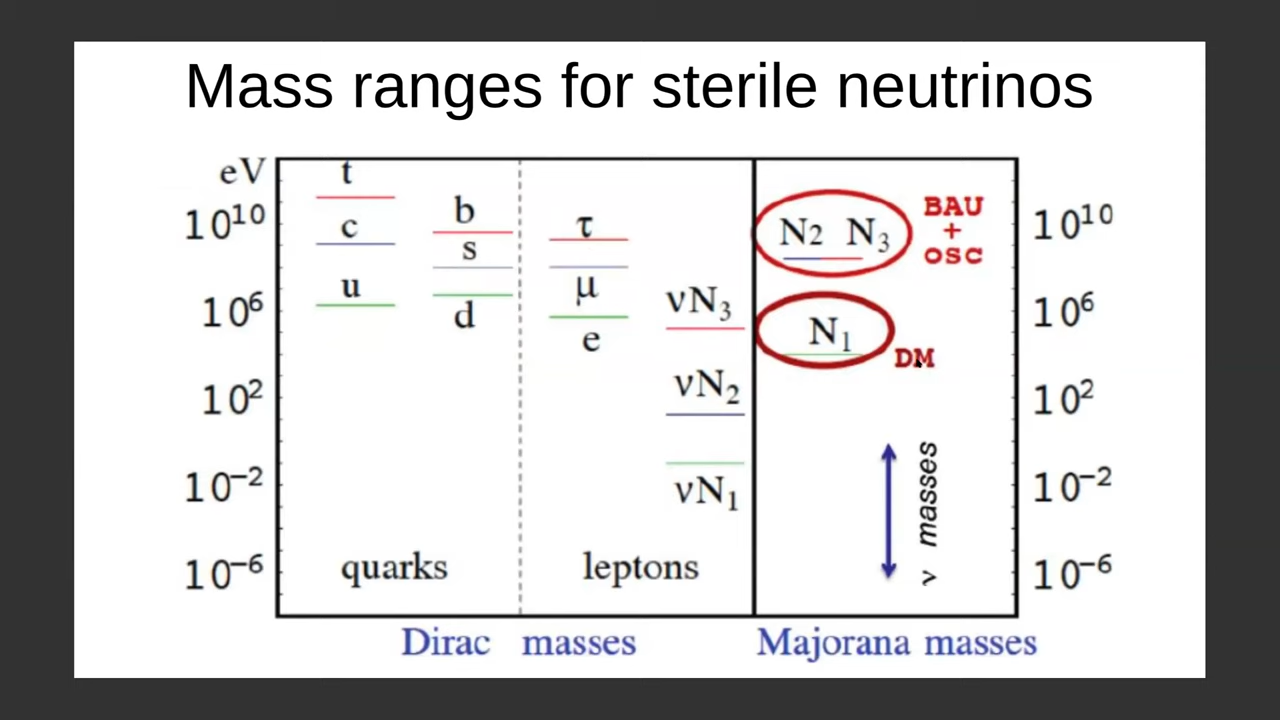 Mass ranges for sterile neutrinos
eV
10¹⁰
10⁶
10²
10⁻²
10⁻⁶
t
c
u
b
s
d
τ
μ
e
νN₃
νN₂
νN₁
quarks
leptons
N₂ N₃
BAU
+
OSC
N₁
DM
ν masses
10¹⁰
10⁶
10²
10⁻²
10⁻⁶
Dirac masses
Majorana masses